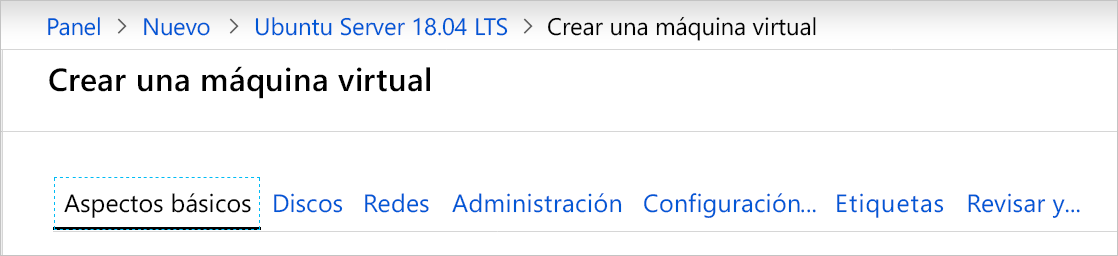 Panel > Nuevo > Ubuntu Server 18.04 LTS > Crear una máquina virtual
Crear una máquina virtual
Aspectos básicos Discos Redes Administración Configuración... Etiquetas Revisar y...